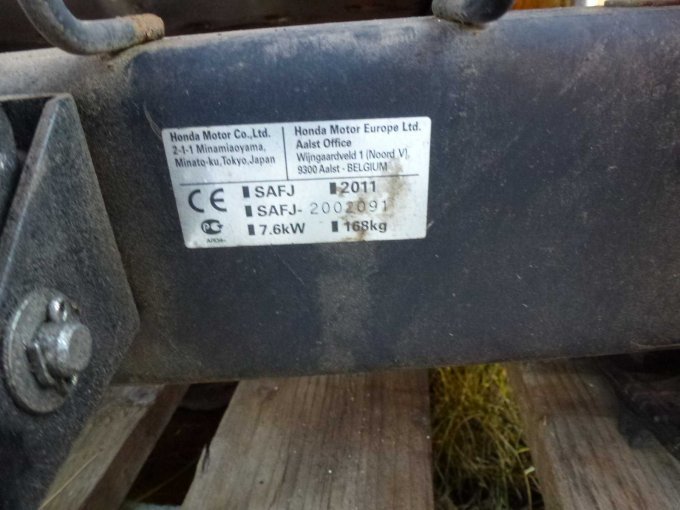 Honda Motor Co.,Ltd.
2-1-1 Minamiaoyama,
Minato-ku,Tokyo,Japan
Honda Motor Europe Ltd.
Aalst Office
Wijngaardveld 1 (Noord V),
9300 Aalst - BELGIUM
CE
SAFJ 2011
SAFJ-2002091
7.6kW 168kg